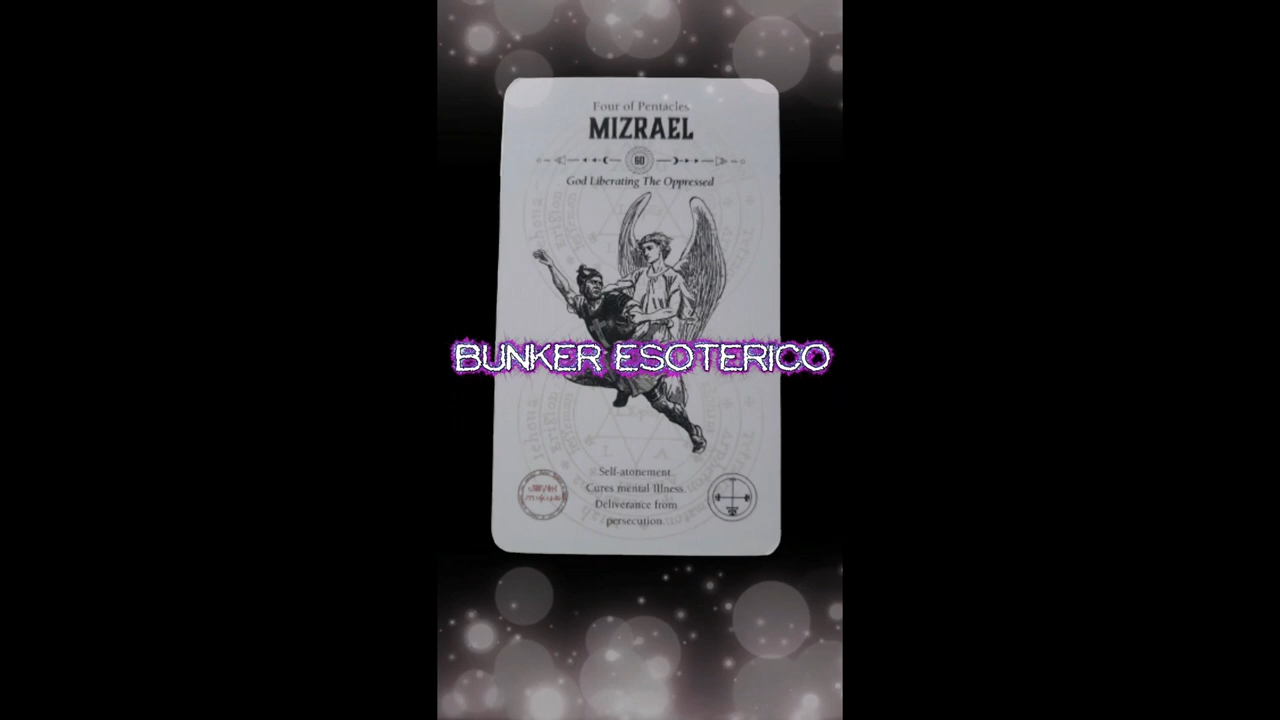 Four of Pentacles
MIZRAEL
60
God Liberating The Oppressed
BUNKER ESOTERICO
Self-atonement
Cures mental Illness.
Deliverance from
persecution.